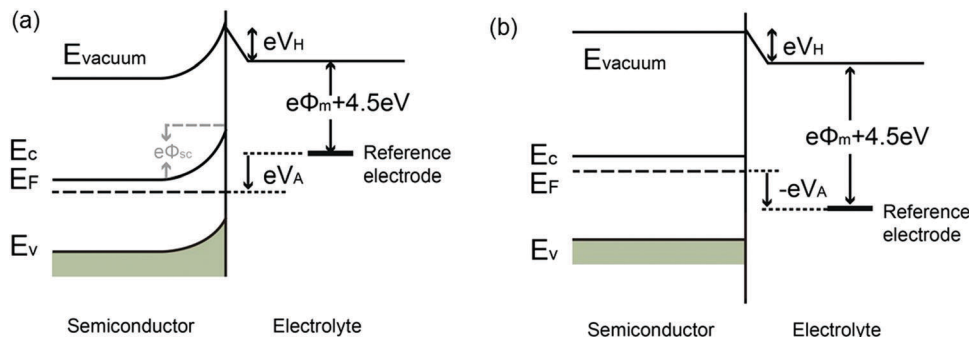 (a)
eVH
Evacuum
eΦm+4.5eV
eΦsc
Ec
EF
Reference
electrode
eVA
Ev
Semiconductor
Electrolyte
(b)
eVH
Evacuum
eΦm+4.5eV
Ec
EF
-eVA
Reference
electrode
Ev
Semiconductor
Electrolyte